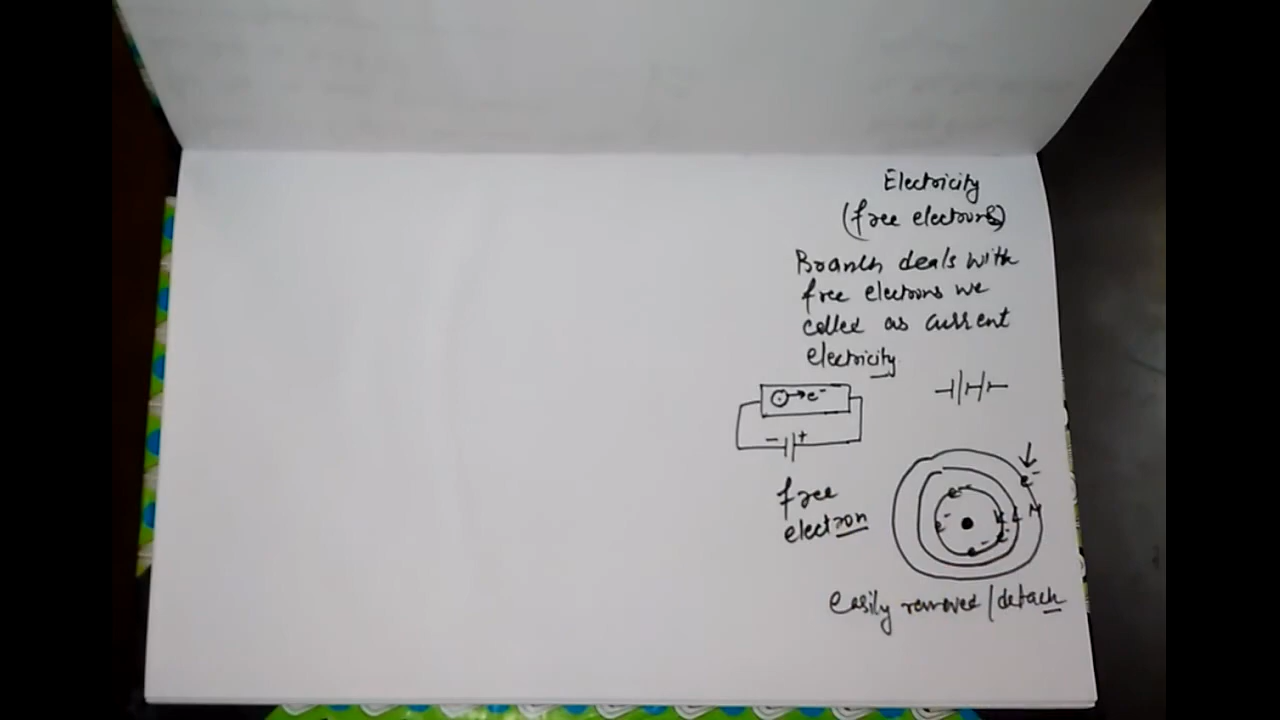 Electricity
(free electrons)
Branch deals with
free electrons we
called as current
electricity
e-
- +
free
electron
e-
e-
e-
K L M
e-
e-
easily removed / detach